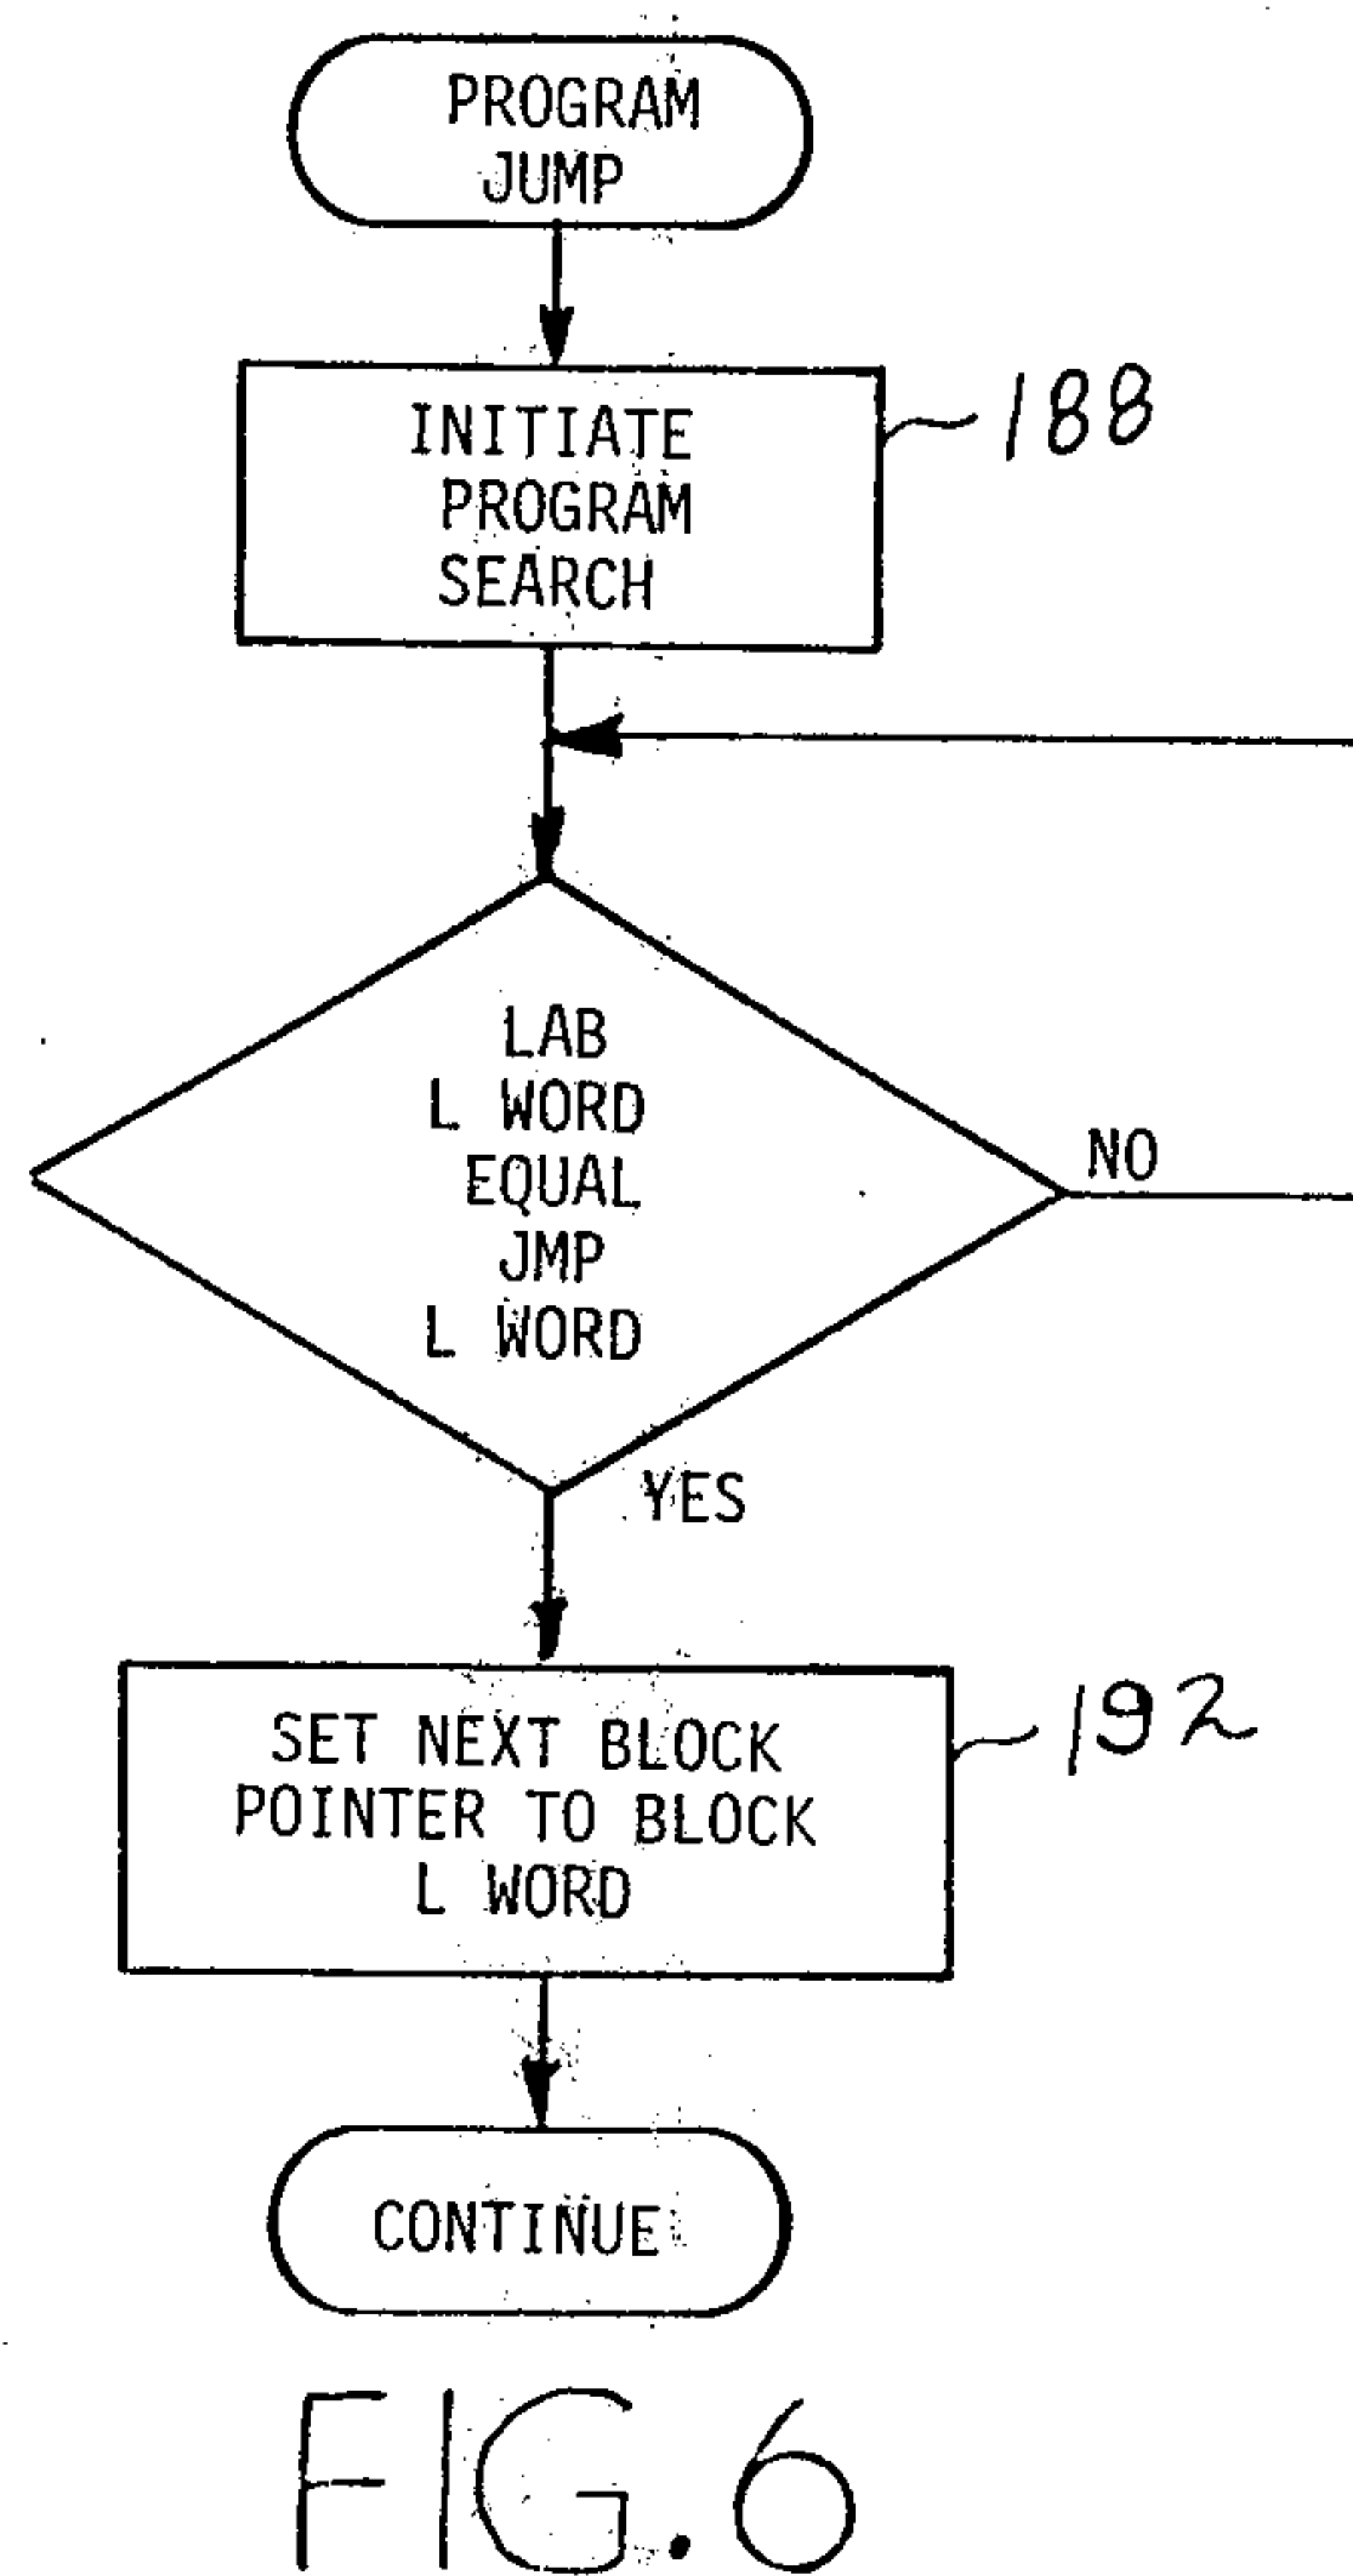 PROGRAM
JUMP
INITIATE
PROGRAM
SEARCH
188
LAB
L WORD
EQUAL
JMP
L WORD
NO
YES
SET NEXT BLOCK
POINTER TO BLOCK
L WORD
192
CONTINUE
FIG. 6